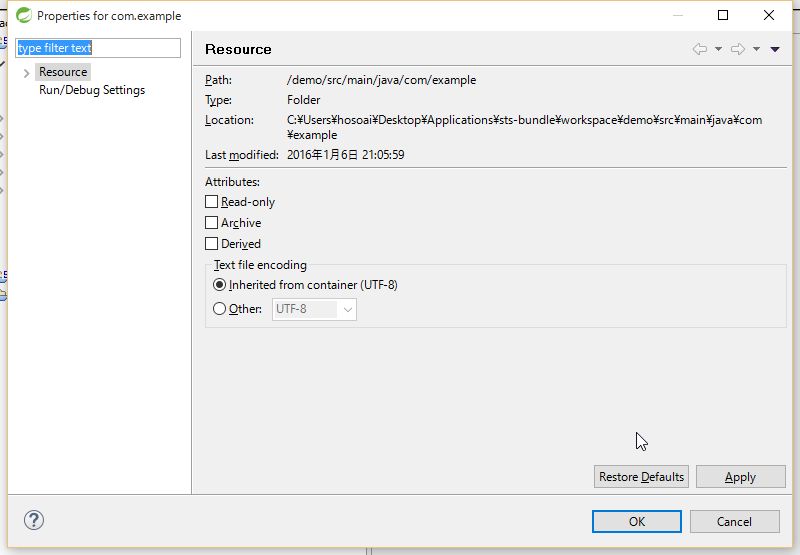 Properties for com.example
type filter text
Resource
Run/Debug Settings
Resource
Path: /demo/src/main/java/com/example
Type: Folder
Location: C:¥Users¥hosoai¥Desktop¥Applications¥sts-bundle¥workspace¥demo¥src¥main¥java¥com
¥example
Last modified: 2016年1月6日 21:05:59
Attributes:
Read-only
Archive
Derived
Text file encoding
Inherited from container (UTF-8)
Other: UTF-8
Restore Defaults Apply
? OK Cancel